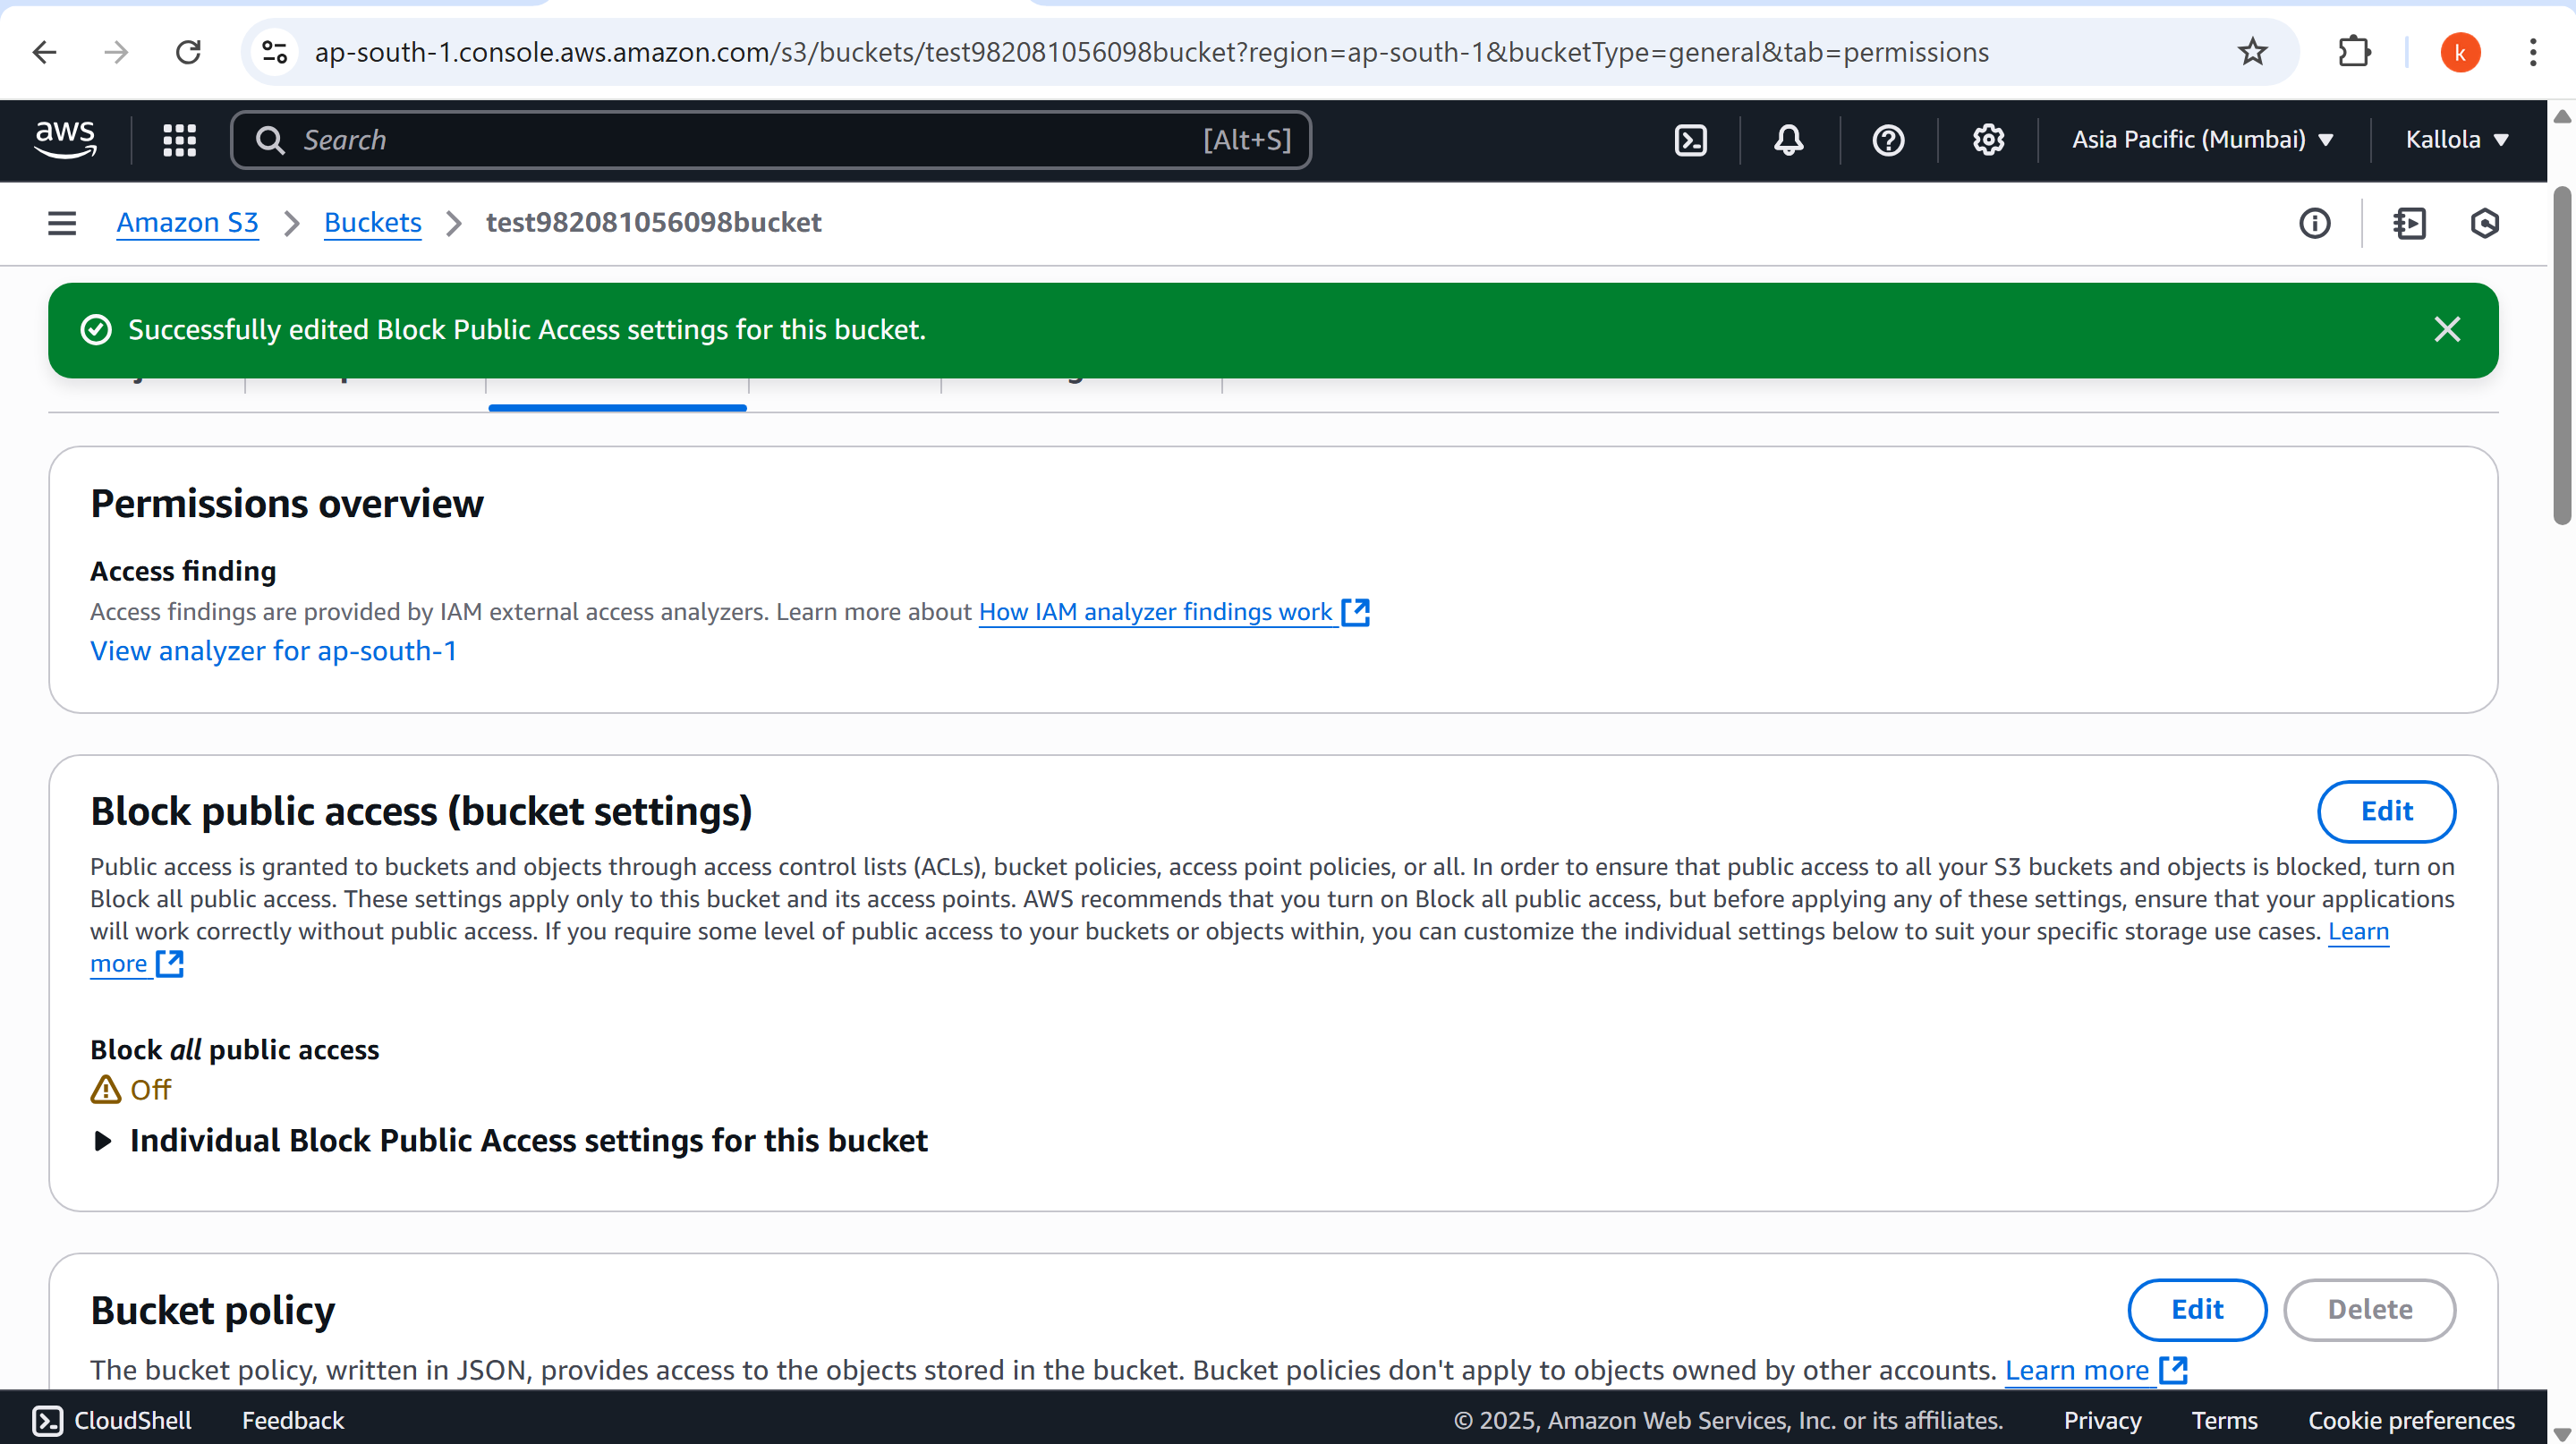 ap-south-1.console.aws.amazon.com/s3/buckets/test982081056098bucket?region=ap-south-1&bucketType=general&tab=permissions
k
aws
Search
[Alt+S]
Asia Pacific (Mumbai)
Kallola
Amazon S3
Buckets
test982081056098bucket
Successfully edited Block Public Access settings for this bucket.
Permissions overview
Access finding
Access findings are provided by IAM external access analyzers. Learn more about How IAM analyzer findings work
View analyzer for ap-south-1
Block public access (bucket settings)
Edit
Public access is granted to buckets and objects through access control lists (ACLs), bucket policies, access point policies, or all. In order to ensure that public access to all your S3 buckets and objects is blocked, turn on
Block all public access. These settings apply only to this bucket and its access points. AWS recommends that you turn on Block all public access, but before applying any of these settings, ensure that your applications
will work correctly without public access. If you require some level of public access to your buckets or objects within, you can customize the individual settings below to suit your specific storage use cases. Learn
more
Block all public access
Off
Individual Block Public Access settings for this bucket
Bucket policy
Edit
Delete
The bucket policy, written in JSON, provides access to the objects stored in the bucket. Bucket policies don't apply to objects owned by other accounts. Learn more
CloudShell
Feedback
© 2025, Amazon Web Services, Inc. or its affiliates.
Privacy
Terms
Cookie preferences